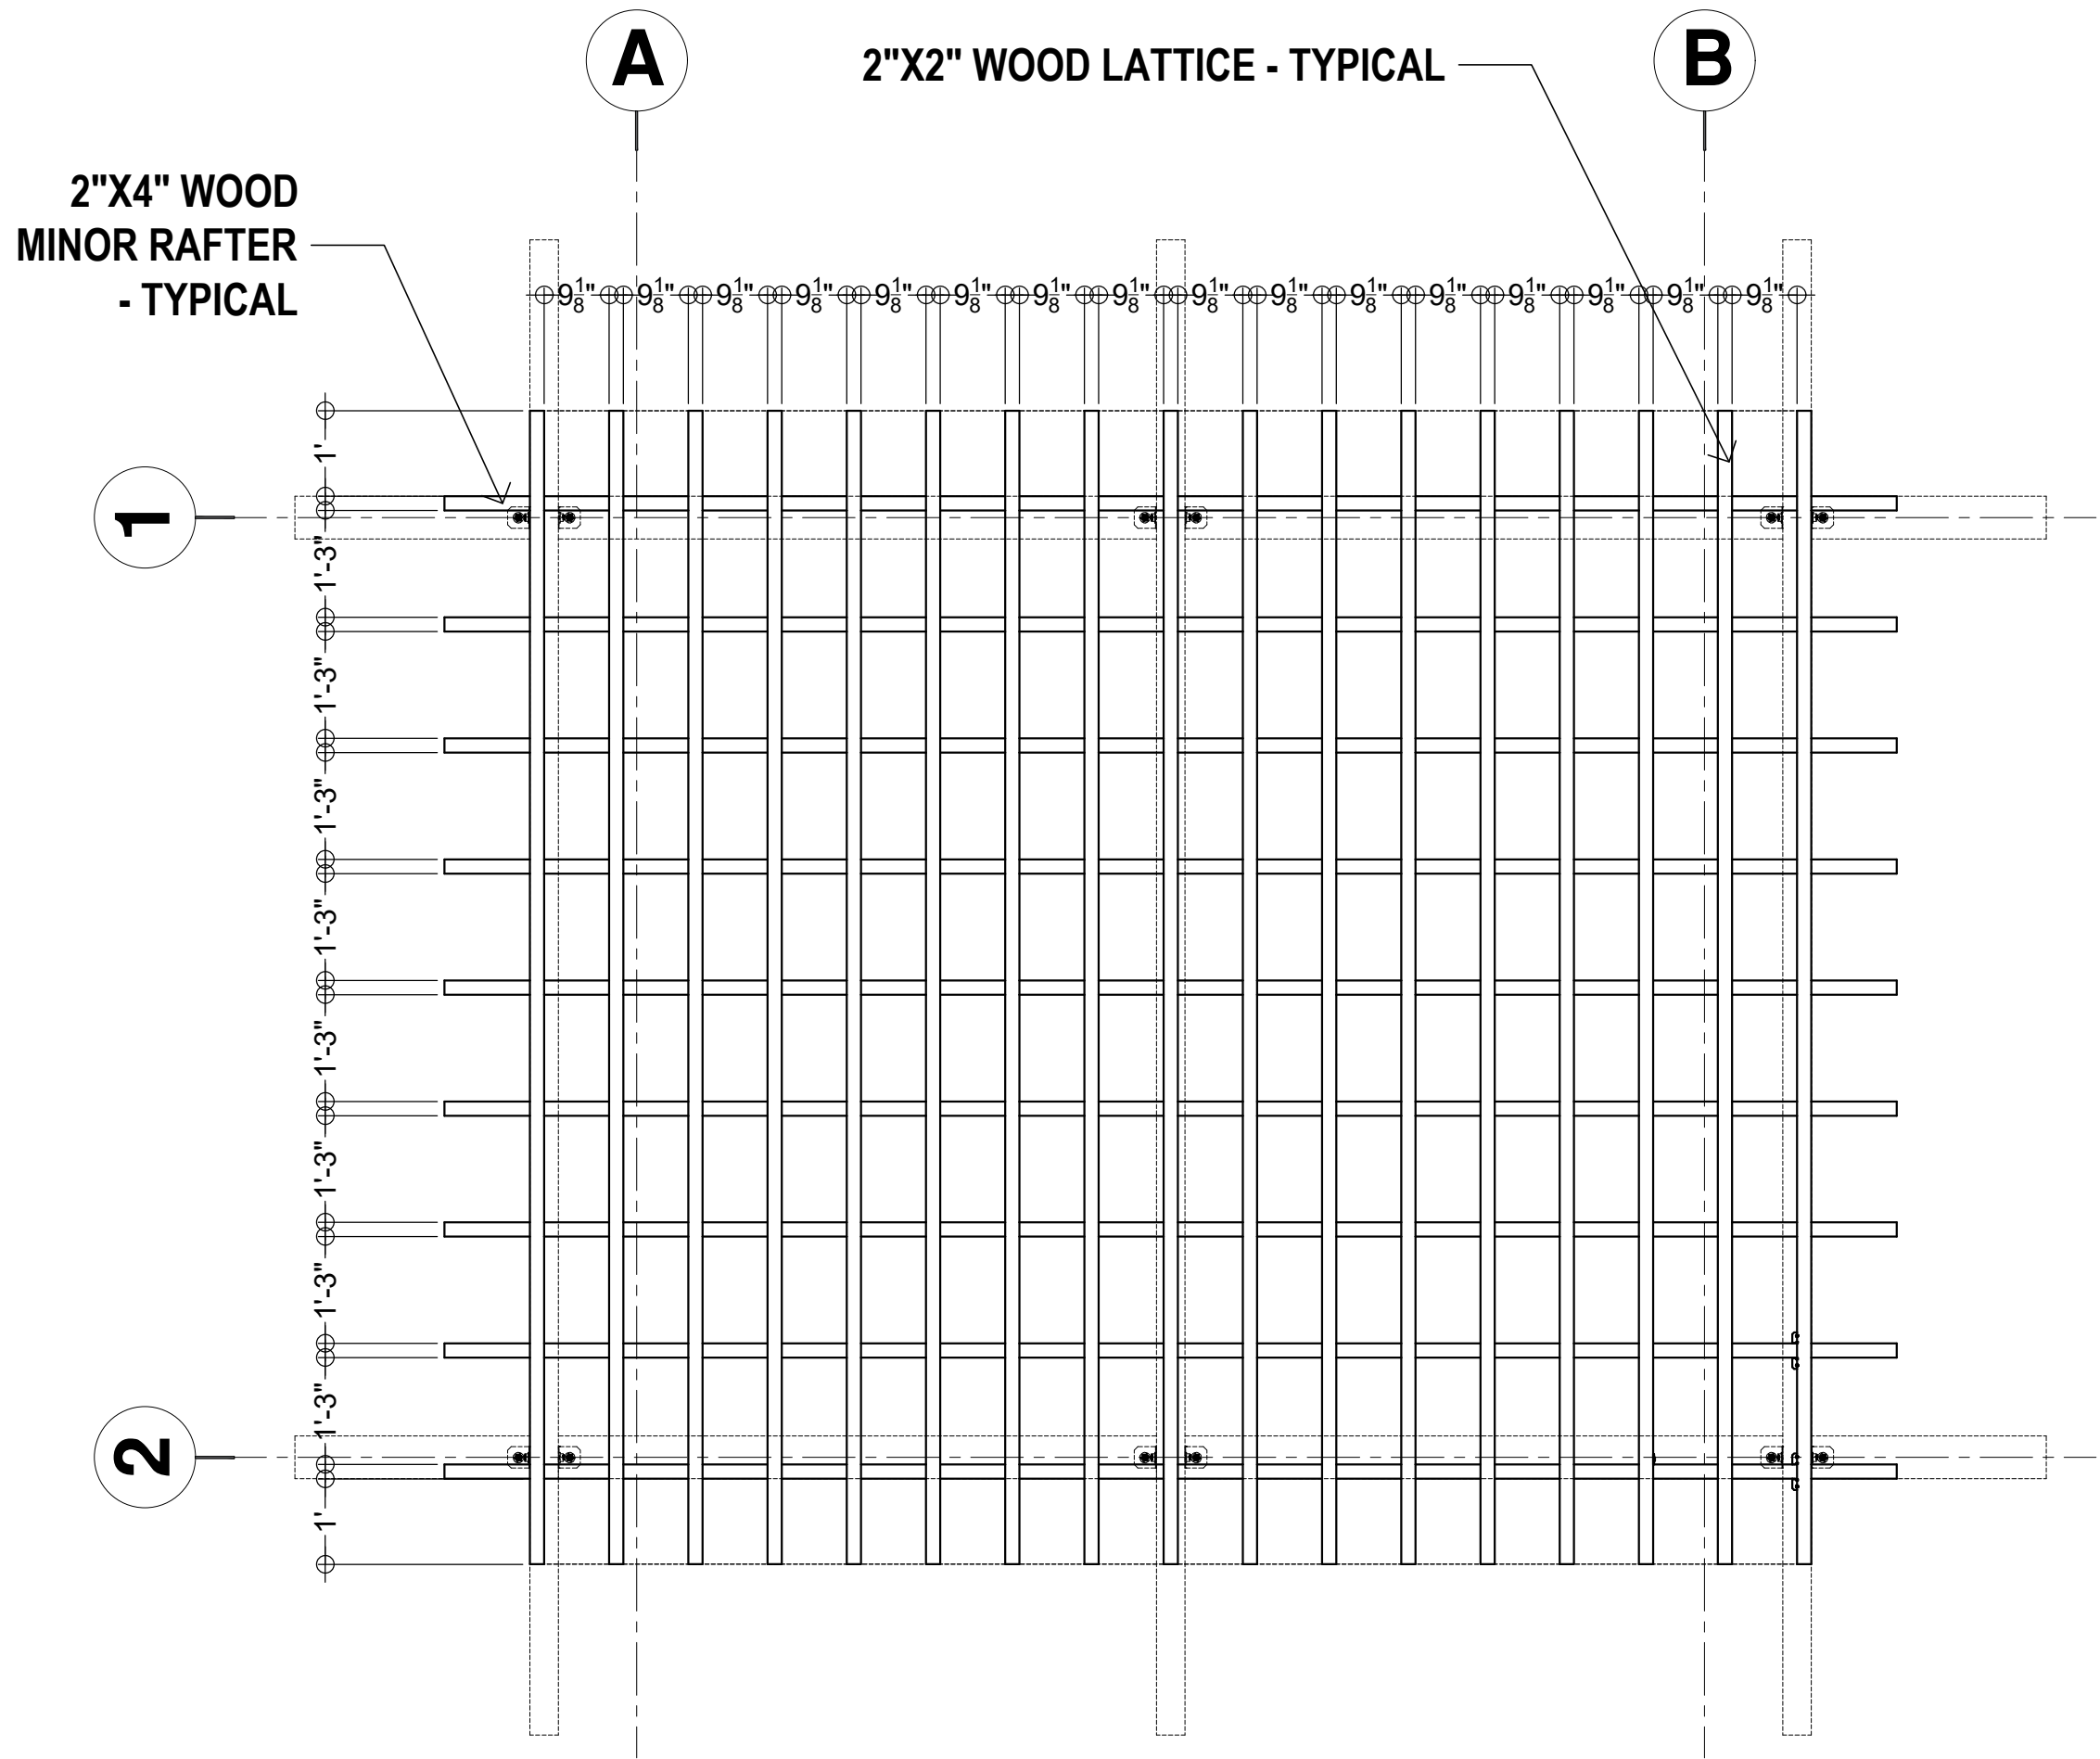 A
2"X2" WOOD LATTICE - TYPICAL
B
2"X4" WOOD
MINOR RAFTER
- TYPICAL
9 1/8" 9 1/8" 9 1/8" 9 1/8" 9 1/8" 9 1/8" 9 1/8" 9 1/8" 9 1/8" 9 1/8" 9 1/8" 9 1/8" 9 1/8" 9 1/8" 9 1/8" 9 1/8"
1'
1
1'-3"
1'-3"
1'-3"
1'-3"
1'-3"
1'-3"
1'-3"
1'-3"
2
1'